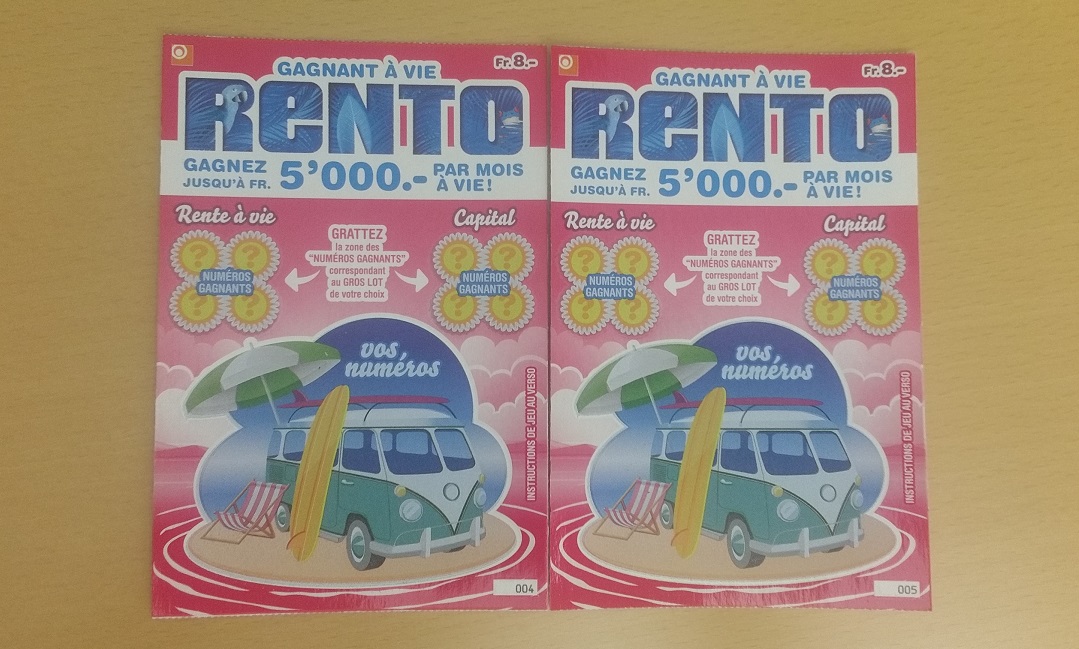 Fr. 8.-
GAGNANT À VIE
RENTO
GAGNEZ
JUSQU'À FR.
5'000.-
PAR MOIS
À VIE!
Rente à vie
NUMÉROS
GAGNANTS
GRATTEZ
la zone des
"NUMÉROS GAGNANTS"
correspondant
au GROS LOT
de votre choix
Capital
NUMÉROS
GAGNANTS
vos
numéros
INSTRUCTIONS DE JEU AU VERSO
004
Fr. 8.-
GAGNANT À VIE
RENTO
GAGNEZ
JUSQU'À FR.
5'000.-
PAR MOIS
À VIE!
Rente à vie
NUMÉROS
GAGNANTS
GRATTEZ
la zone des
"NUMÉROS GAGNANTS"
correspondant
au GROS LOT
de votre choix
Capital
NUMÉROS
GAGNANTS
vos
numéros
INSTRUCTIONS DE JEU AU VERSO
005